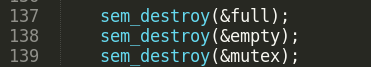 137 sem_destroy(&full);
138 sem_destroy(&empty);
139 sem_destroy(&mutex);